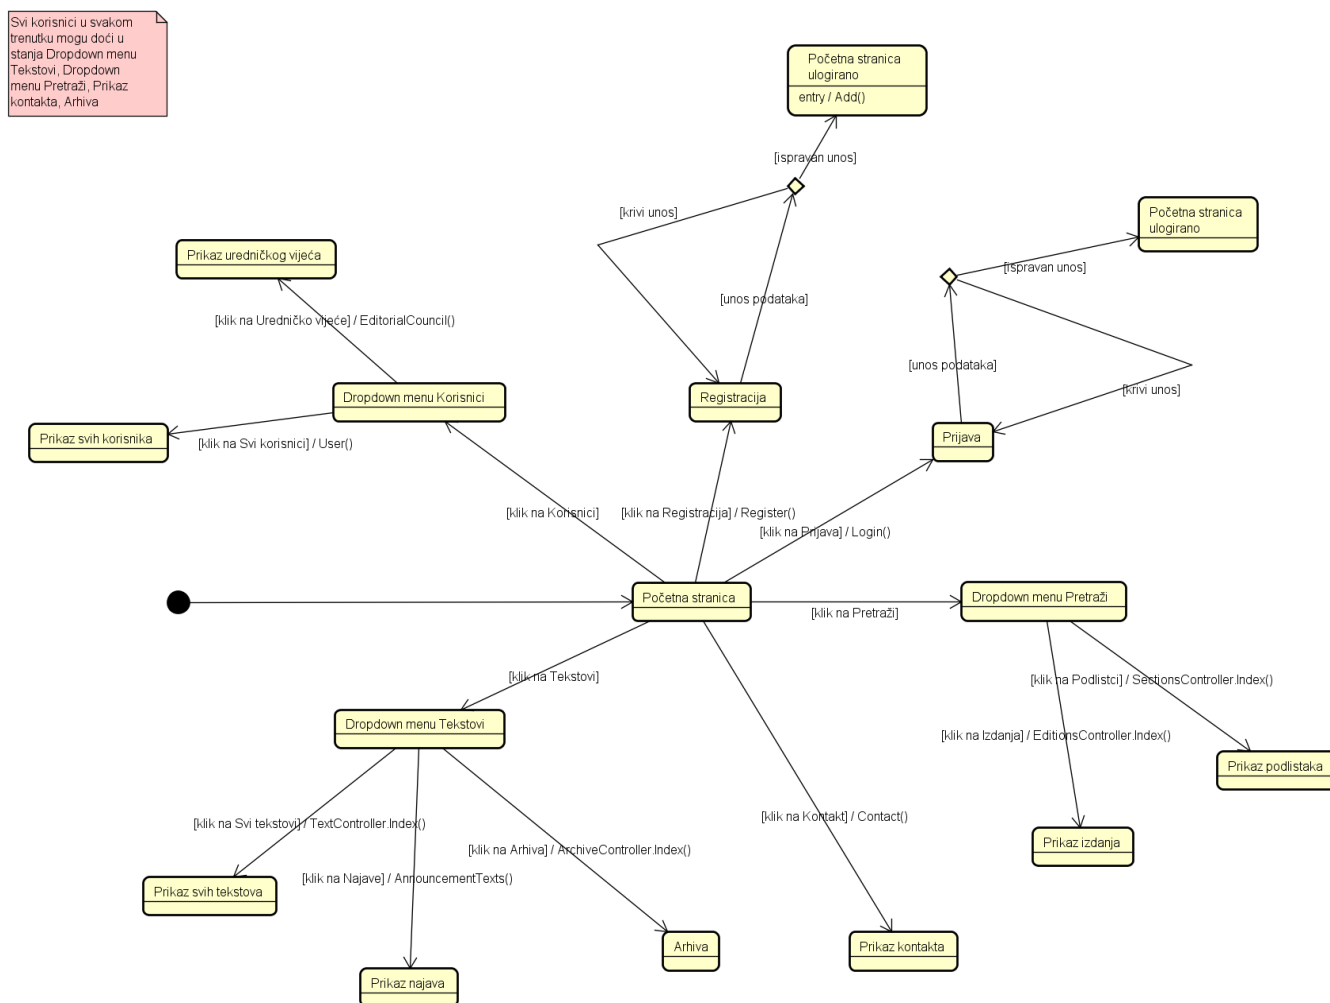 Svi korisnici u svakom
trenutku mogu doći u
stanja Dropdown menu
Tekstovi, Dropdown
menu Pretraži, Prikaz
kontakta, Arhiva
Početna stranica
ulogirano
entry / Add()
[ispravan unos]
[krivi unos]
Početna stranica
ulogirano
[ispravan unos]
Prikaz uredničkog vijeća
[unos podataka]
[klik na Uredničko vijeće] / EditorialCouncil()
[unos podataka]
[krivi unos]
Dropdown menu Korisnici
Registracija
Prikaz svih korisnika
[klik na Svi korisnici] / User()
Prijava
[klik na Korisnici]
[klik na Registracija] / Register()
[klik na Prijava] / Login()
Početna stranica
Dropdown menu Pretraži
[klik na Pretraži]
[klik na Tekstovi]
[klik na Podlistci] / SectionsController.Index()
Dropdown menu Tekstovi
[klik na Izdanja] / EditionsController.Index()
Prikaz podlistaka
[klik na Svi tekstovi] / TextController.Index()
[klik na Kontakt] / Contact()
Prikaz izdanja
[klik na Arhiva] / ArchiveController.Index()
[klik na Najave] / AnnouncementTexts()
Prikaz svih tekstova
Arhiva
Prikaz kontakta
Prikaz najava